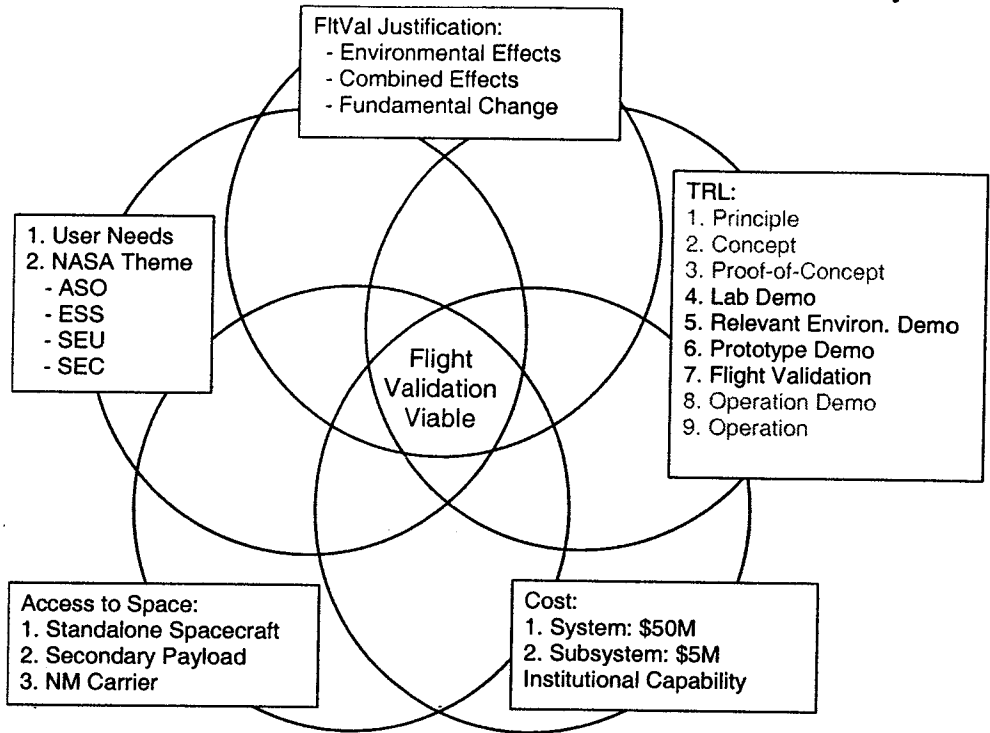 FltVal Justification:
- Environmental Effects
- Combined Effects
- Fundamental Change
TRL:
1. Principle
2. Concept
3. Proof-of-Concept
4. Lab Demo
5. Relevant Environ. Demo
6. Prototype Demo
7. Flight Validation
8. Operation Demo
9. Operation
1. User Needs
2. NASA Theme
- ASO
- ESS
- SEU
- SEC
Flight
Validation
Viable
Access to Space:
1. Standalone Spacecraft
2. Secondary Payload
3. NM Carrier
Cost:
1. System: $50M
2. Subsystem: $5M
Institutional Capability